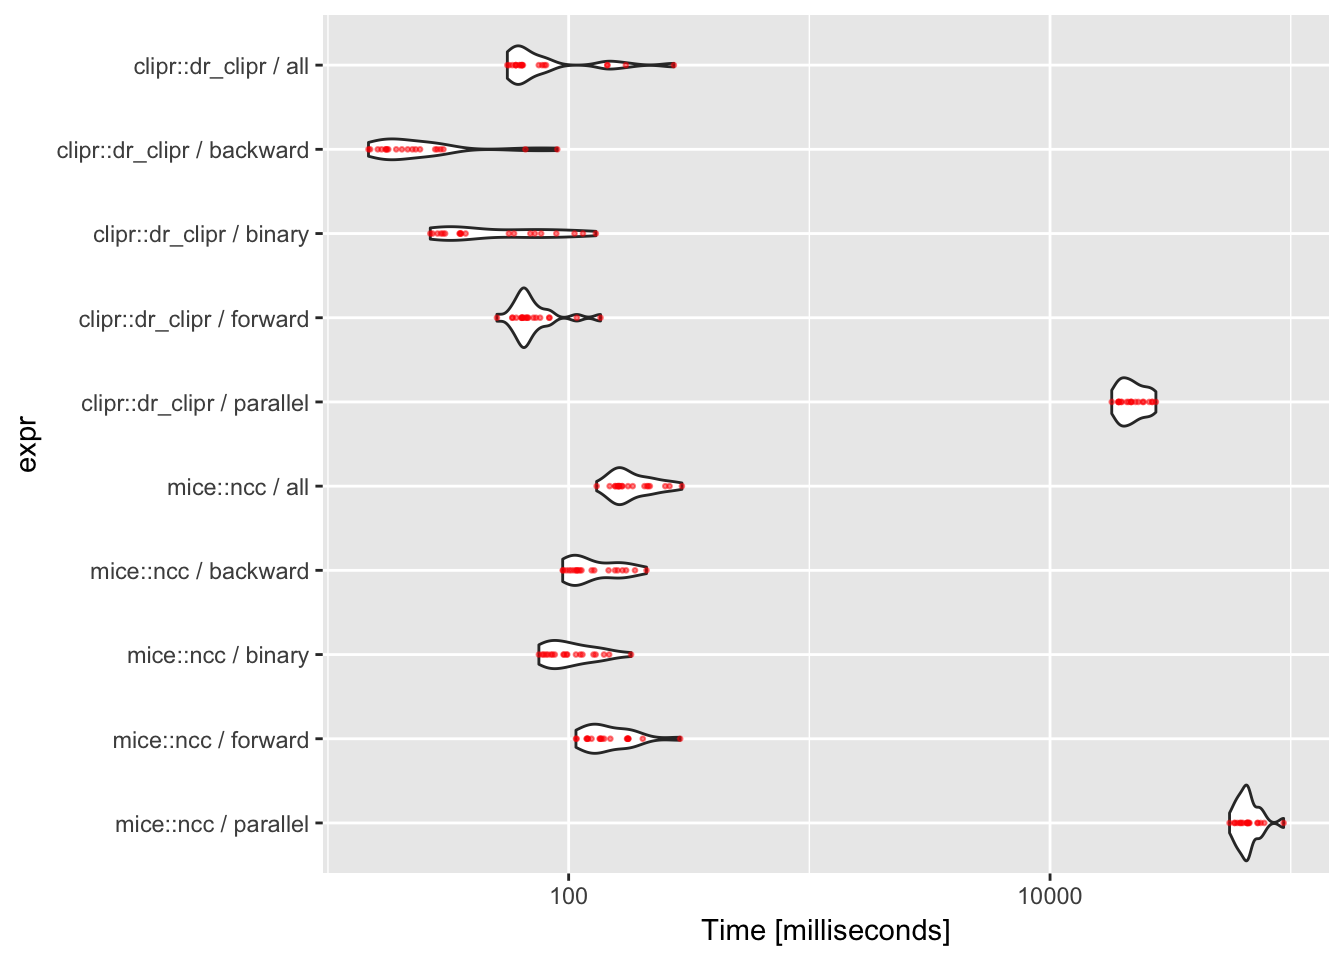 clipr::dr_clipr / all
clipr::dr_clipr / backward
clipr::dr_clipr / binary
clipr::dr_clipr / forward
clipr::dr_clipr / parallel
mice::ncc / all
mice::ncc / backward
mice::ncc / binary
mice::ncc / forward
mice::ncc / parallel
expr
100 10000
Time [milliseconds]